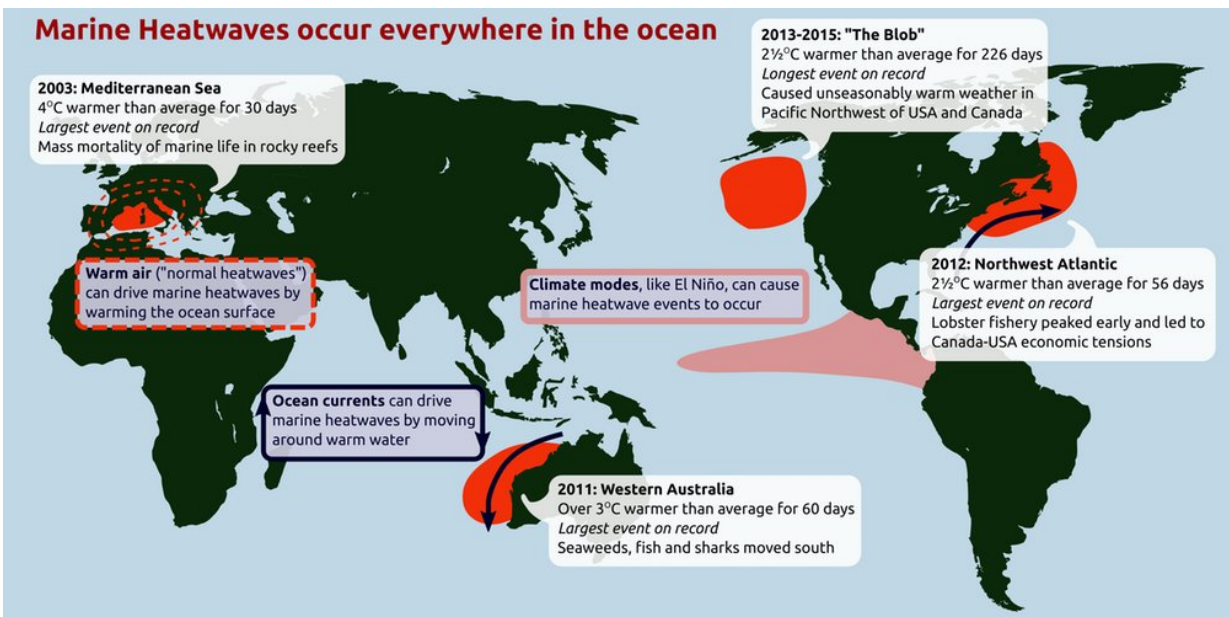 Marine Heatwaves occur everywhere in the ocean
2013-2015: "The Blob"
2½°C warmer than average for 226 days
Longest event on record
Caused unseasonably warm weather in
Pacific Northwest of USA and Canada
2003: Mediterranean Sea
4°C warmer than average for 30 days
Largest event on record
Mass mortality of marine life in rocky reefs
Warm air ("normal heatwaves")
can drive marine heatwaves by
warming the ocean surface
Climate modes, like El Niño, can cause
marine heatwave events to occur
2012: Northwest Atlantic
2½°C warmer than average for 56 days
Largest event on record
Lobster fishery peaked early and led to
Canada-USA economic tensions
Ocean currents can drive
marine heatwaves by moving
around warm water
2011: Western Australia
Over 3°C warmer than average for 60 days
Largest event on record
Seaweeds, fish and sharks moved south